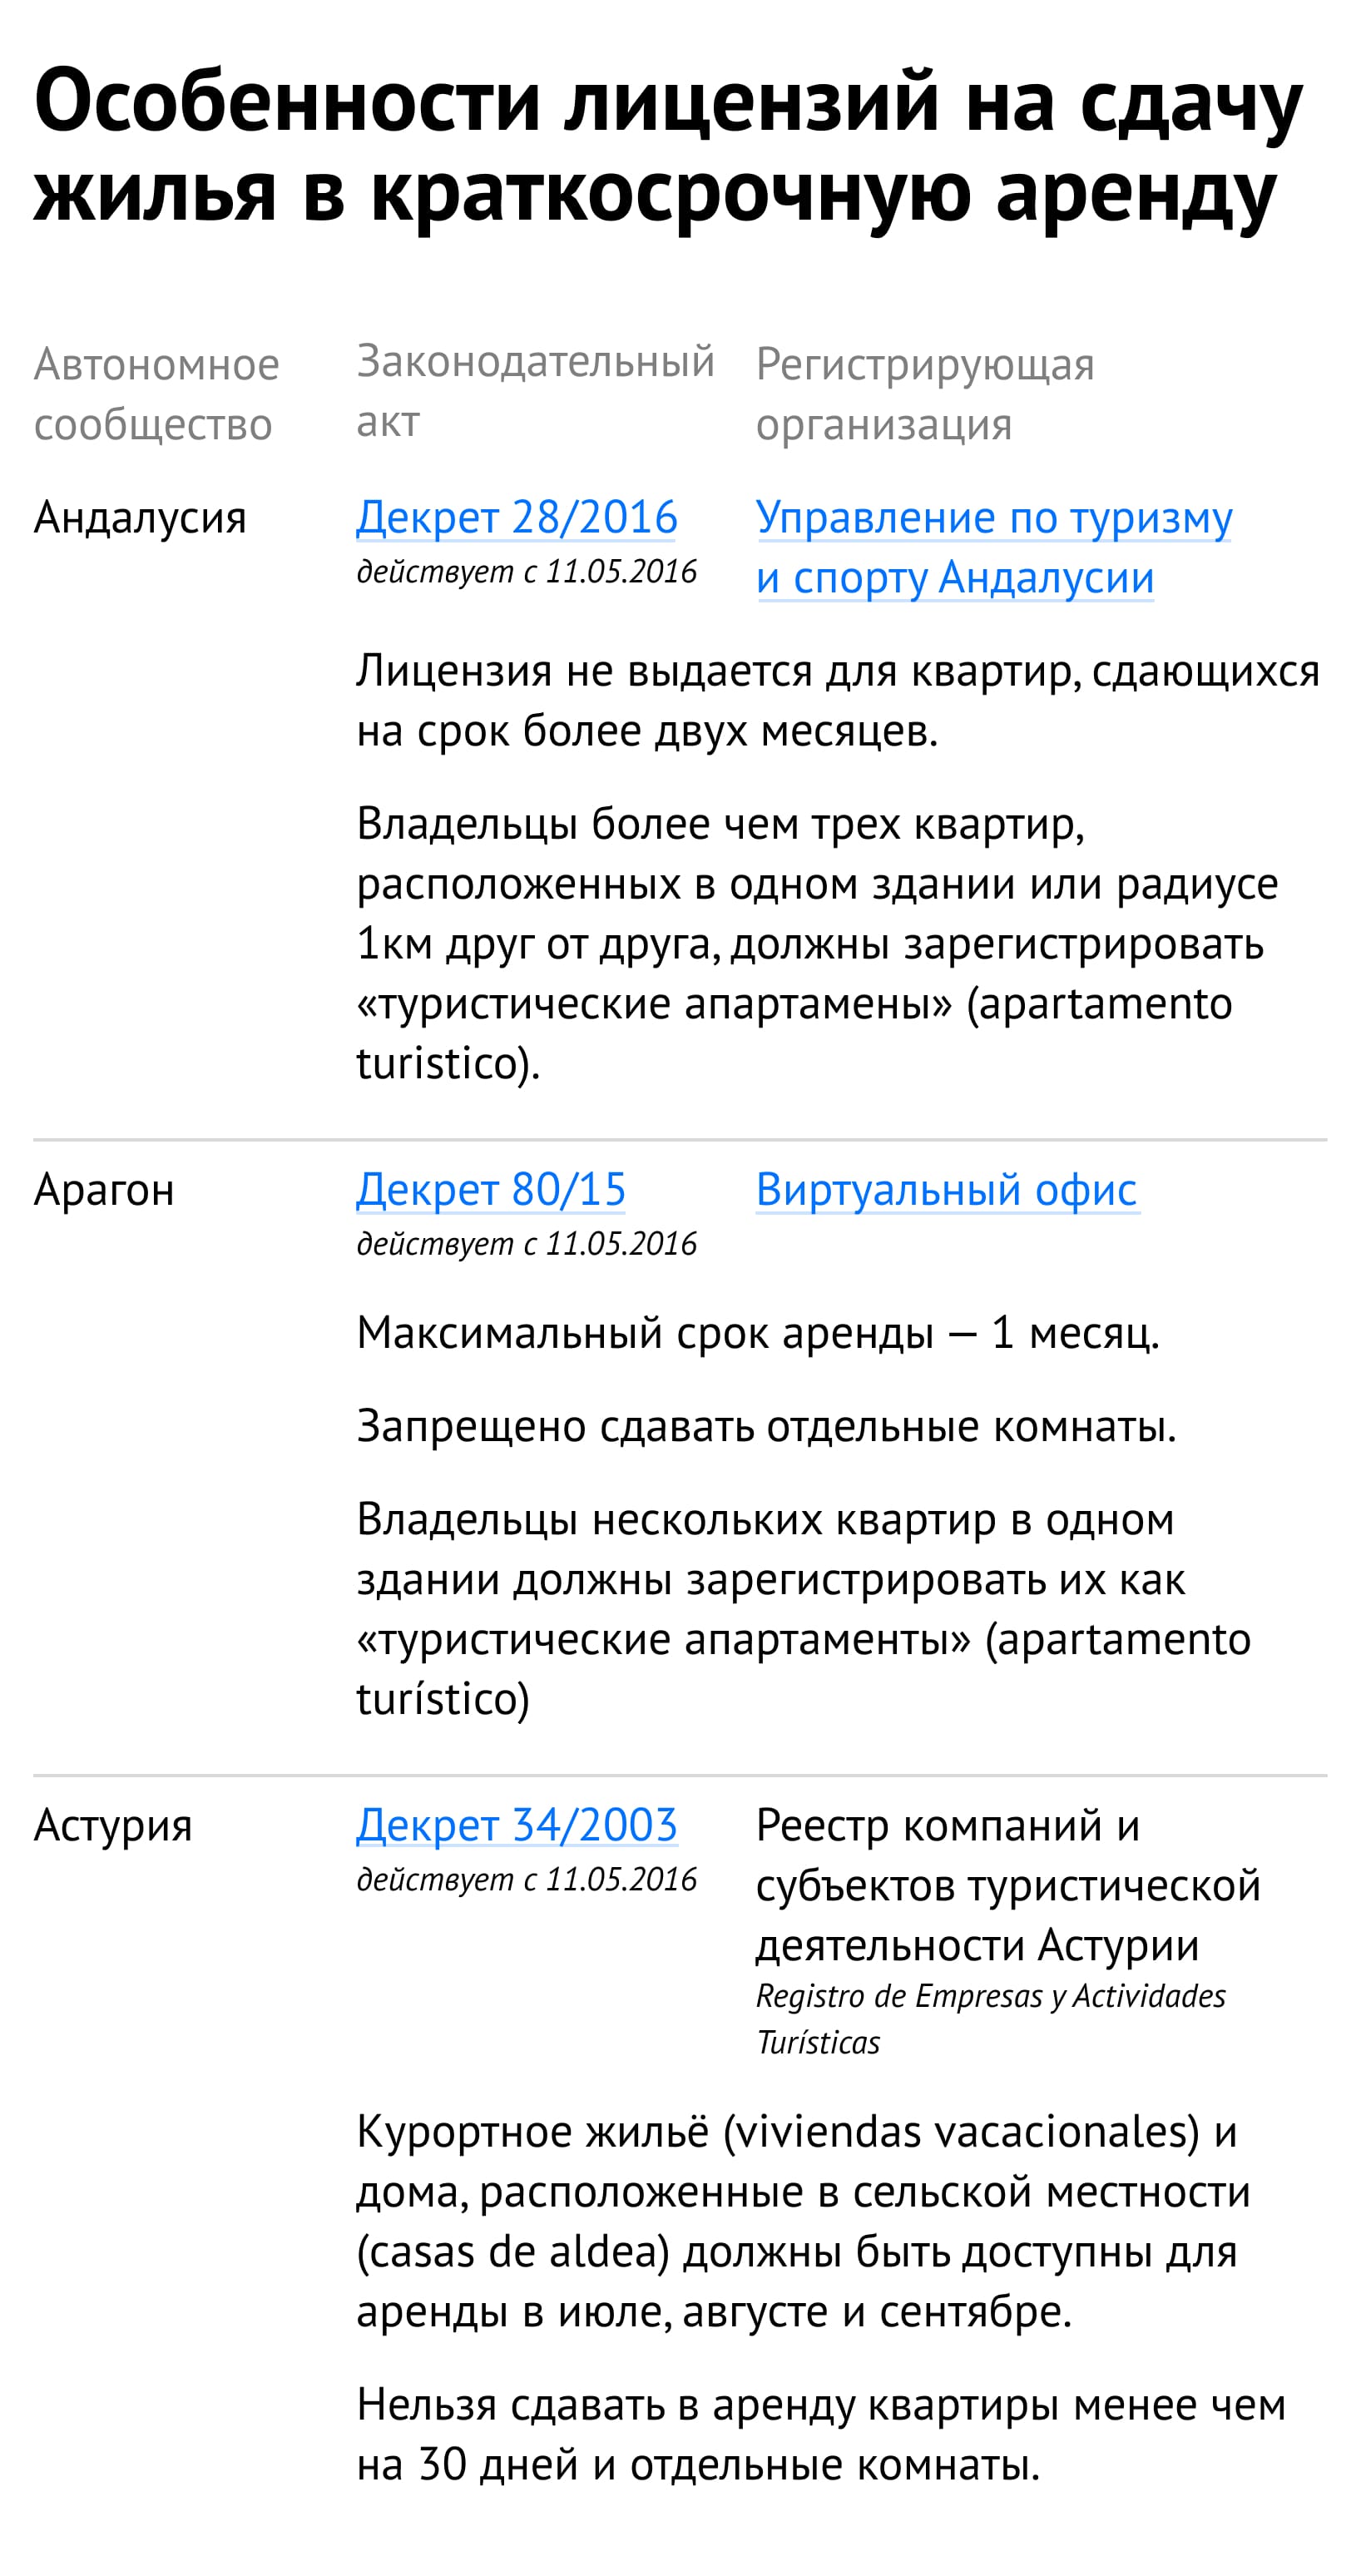 Особенности лицензий на сдачу
жилья в краткосрочную аренду
Автономное
сообщество
Законодательный
акт
Регистрирующая
организация
Андалусия
Декрет 28/2016
действует с 11.05.2016
Управление по туризму
и спорту Андалусии
Лицензия не выдается для квартир, сдающихся
на срок более двух месяцев.
Владельцы более чем трех квартир,
расположенных в одном здании или радиусе
1км друг от друга, должны зарегистрировать
«туристические апартамены» (apartamento
turistico).
Арагон
Декрет 80/15
действует с 11.05.2016
Виртуальный офис
Максимальный срок аренды — 1 месяц.
Запрещено сдавать отдельные комнаты.
Владельцы нескольких квартир в одном
здании должны зарегистрировать их как
«туристические апартаменты» (apartamento
turístico)
Астурия
Декрет 34/2003
действует с 11.05.2016
Реестр компаний и
субъектов туристической
деятельности Астурии
Registro de Empresas y Actividades
Turísticas
Курортное жильё (viviendas vacacionales) и
дома, расположенные в сельской местности
(casas de aldea) должны быть доступны для
аренды в июле, августе и сентябре.
Нельзя сдавать в аренду квартиры менее чем
на 30 дней и отдельные комнаты.